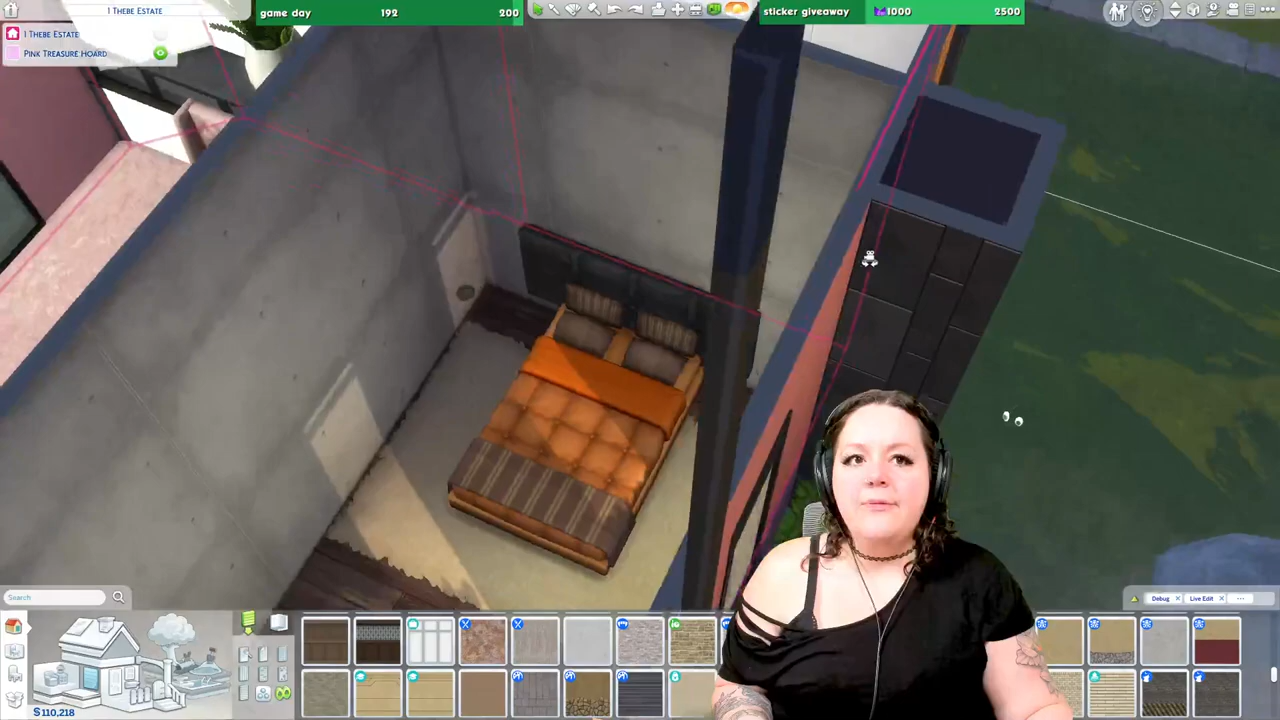 1 Thebe Estate
game day 192 200
sticker giveaway 1000 2500
1 Thebe Estate
Pink Treasure Hoard
Search
Debug
Live Edit
$110,218